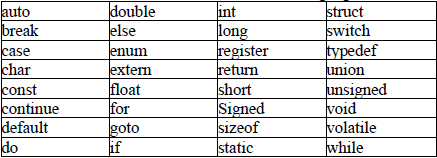 auto double int struct
break else long switch
case enum register typedef
char extern return union
const float short unsigned
continue for Signed void
default goto sizeof volatile
do if static while